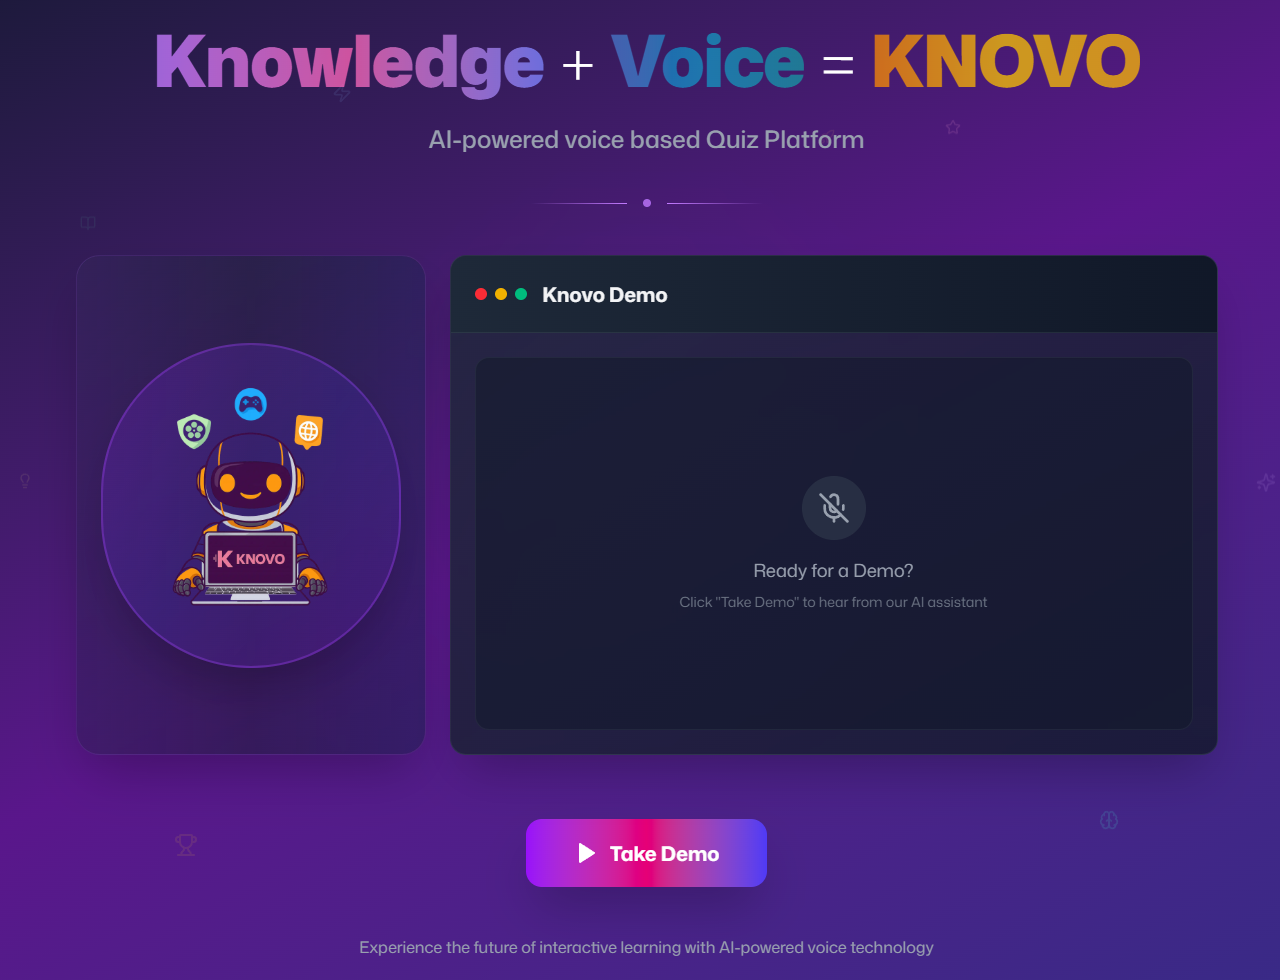 Knowledge + Voice = KNOVO
AI-powered voice based Quiz Platform
Knovo Demo
K KNOVO
Ready for a Demo?
Click "Take Demo" to hear from our AI assistant
Take Demo
Experience the future of interactive learning with AI-powered voice technology